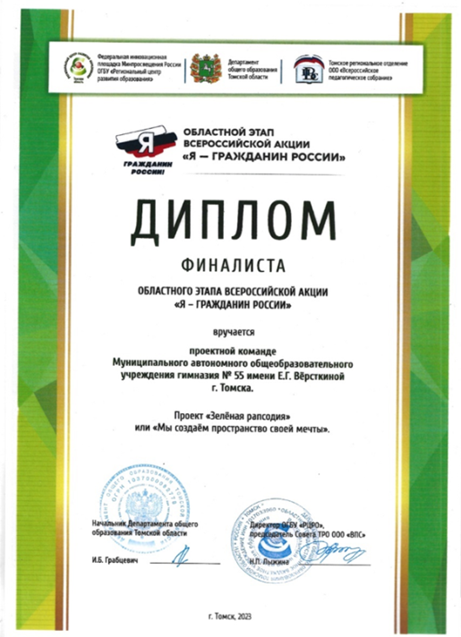 Федеральная инновационная
площадка Минпросвещения России
ОГБУ «Региональный центр
развития образования»
Департамент
общего образования
Томской области
Томское региональное отделение
ООО «Всероссийское
педагогическое собрание»
Я
ГРАЖДАНИН
РОССИИ!
ОБЛАСТНОЙ ЭТАП
ВСЕРОССИЙСКОЙ АКЦИИ
«Я — ГРАЖДАНИН РОССИИ»
ДИПЛОМ
ФИНАЛИСТА
ОБЛАСТНОГО ЭТАПА ВСЕРОССИЙСКОЙ АКЦИИ
«Я – ГРАЖДАНИН РОССИИ»
вручается
проектной команде
Муниципального автономного общеобразовательного
учреждения гимназия № 55 имени Е.Г. Вёрсткиной
г. Томска.
Проект «Зелёная рапсодия»
или «Мы создаём пространство своей мечты».
Начальник Департамента общего
образования Томской области
И.Б. Грабцевич
Директор ОГБУ «РЦРО»,
председатель Совета ТРО ООО «ВПС»
Н.П. Лыжина
г. Томск, 2023